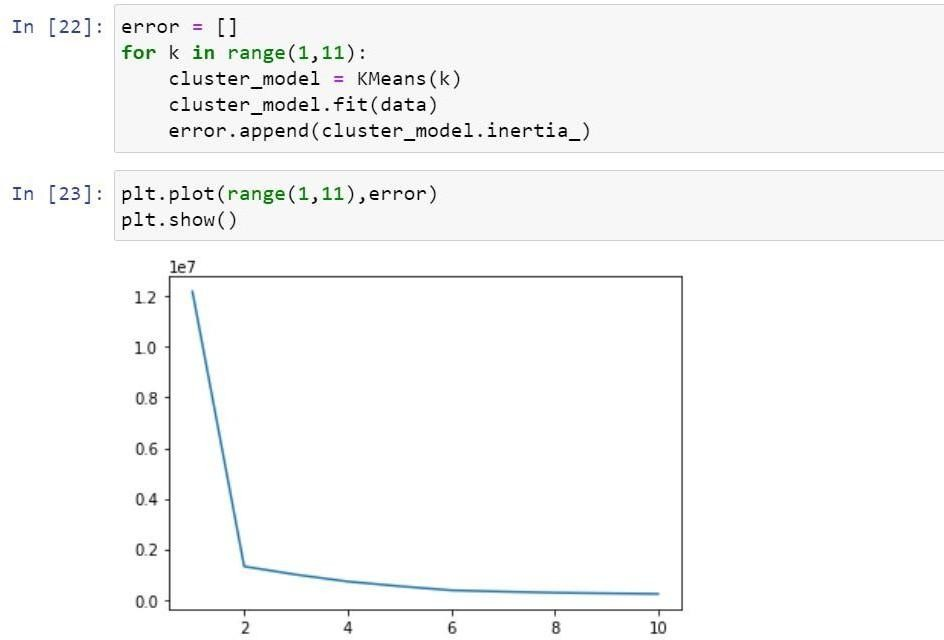 In [22]: error = []
for k in range(1,11):
    cluster_model = KMeans(k)
    cluster_model.fit(data)
    error.append(cluster_model.inertia_)
In [23]: plt.plot(range(1,11),error)
plt.show()
1e7
1.2
1.0
0.8
0.6
0.4
0.2
0.0
2 4 6 8 10